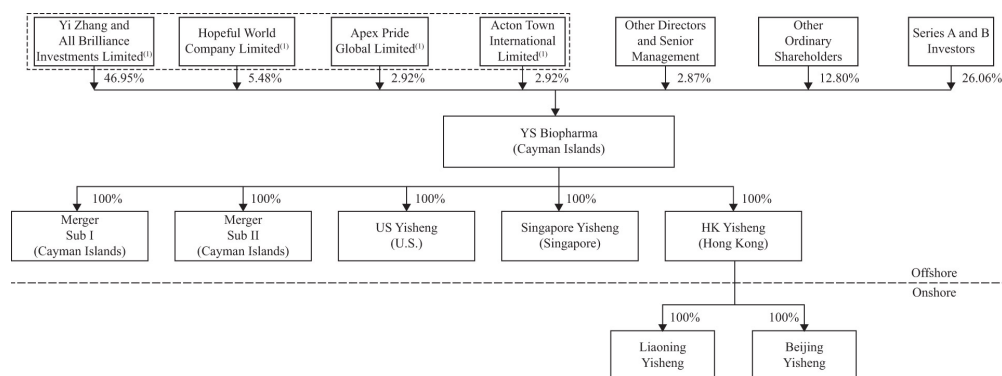 Yi Zhang and
All Brilliance
Investments Limited(1)
Hopeful World
Company Limited(1)
Apex Pride
Global Limited(1)
Acton Town
International
Limited(1)
Other Directors
and Senior
Management
Other
Ordinary
Shareholders
Series A and B
Investors
46.95%
5.48%
2.92%
2.92%
2.87%
12.80%
26.06%
YS Biopharma
(Cayman Islands)
100%
100%
100%
100%
100%
Merger
Sub I
(Cayman Islands)
Merger
Sub II
(Cayman Islands)
US Yisheng
(U.S.)
Singapore Yisheng
(Singapore)
HK Yisheng
(Hong Kong)
Offshore
Onshore
100%
100%
Liaoning
Yisheng
Beijing
Yisheng